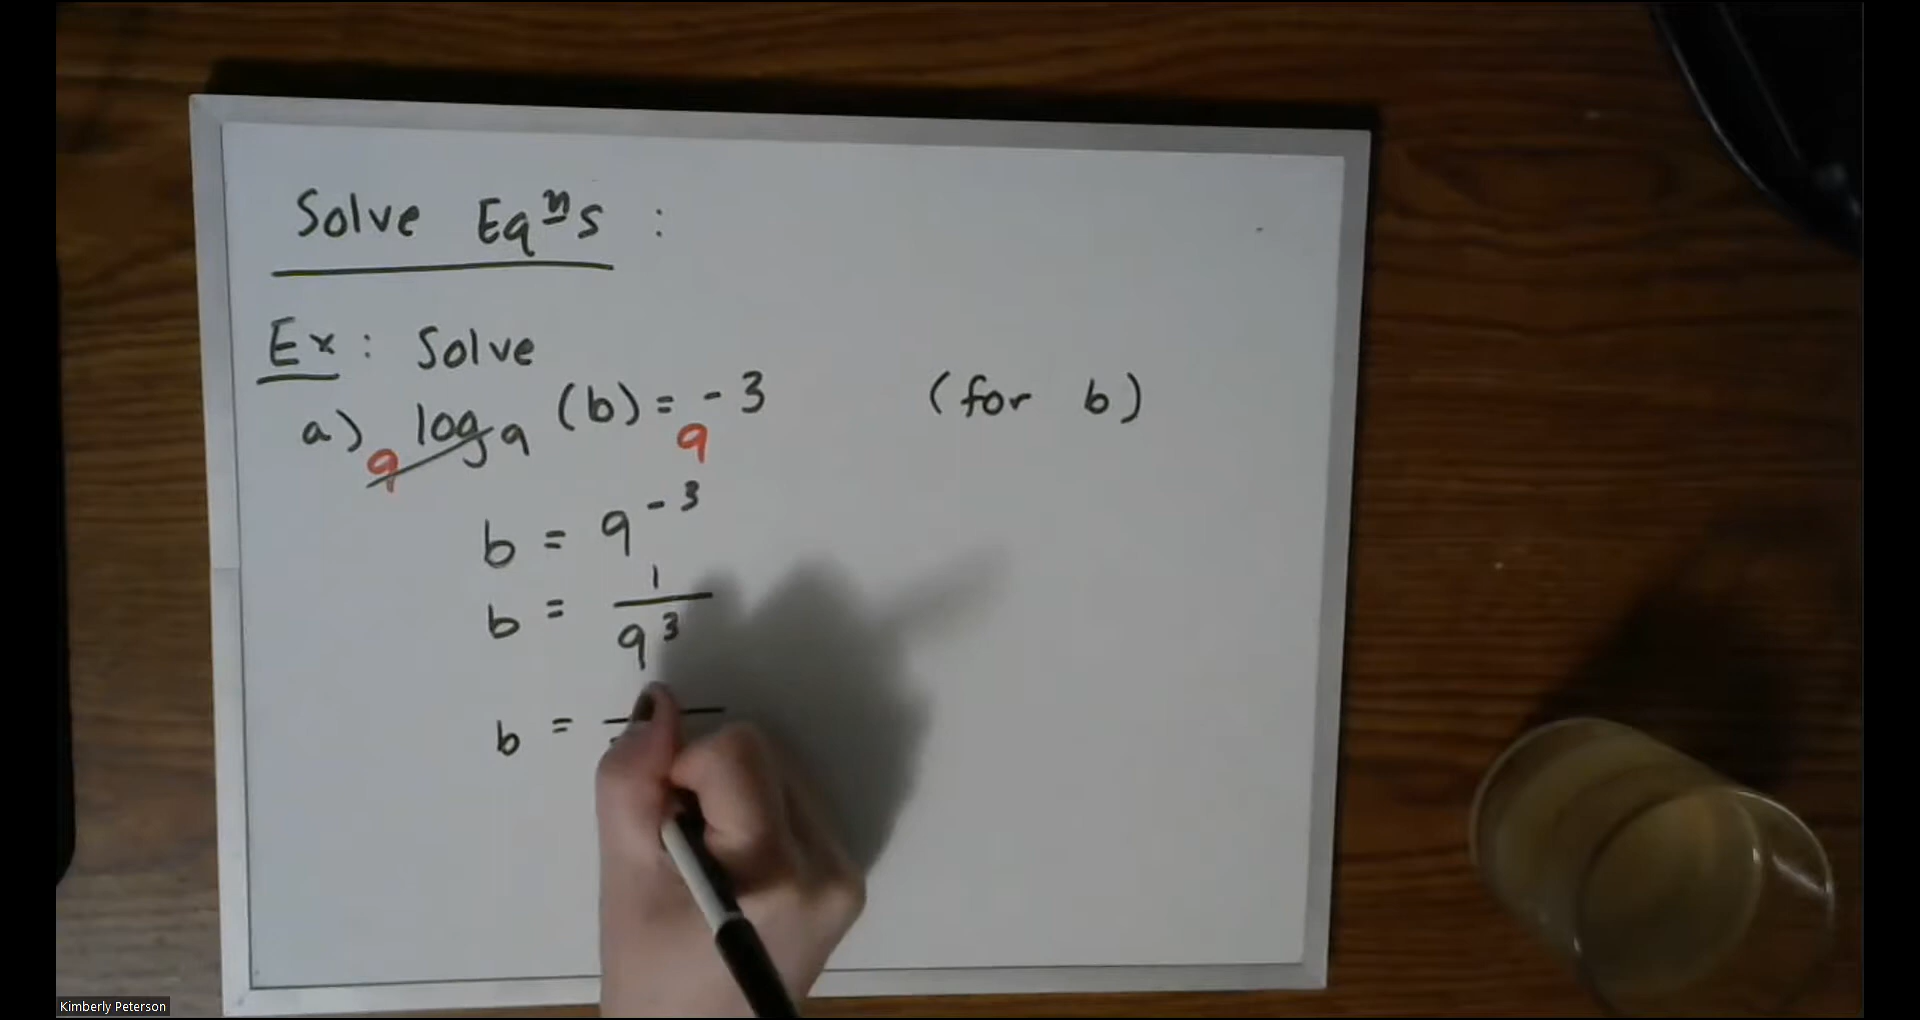 Solve Eqⁿs :
Ex : Solve
a) log₉ (b) = - 3 (for b)
9 9
b = 9⁻³
b = 1/9³
b =
Kimberly Peterson